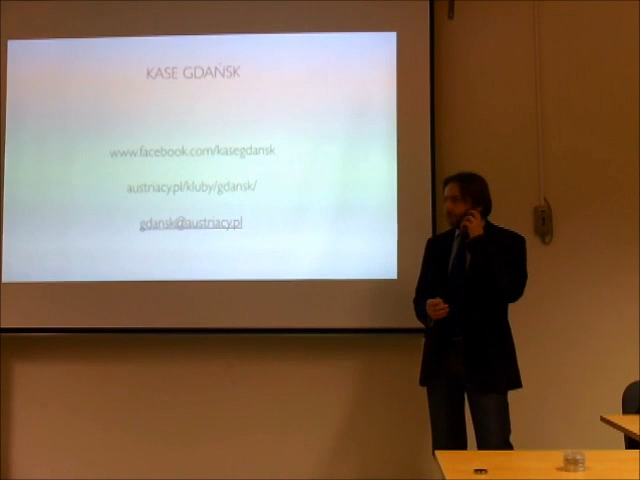 KASE GDAŃSK
www.facebook.com/kasegdansk
austriacy.pl/kluby/gdansk/
gdansk@austriacy.pl